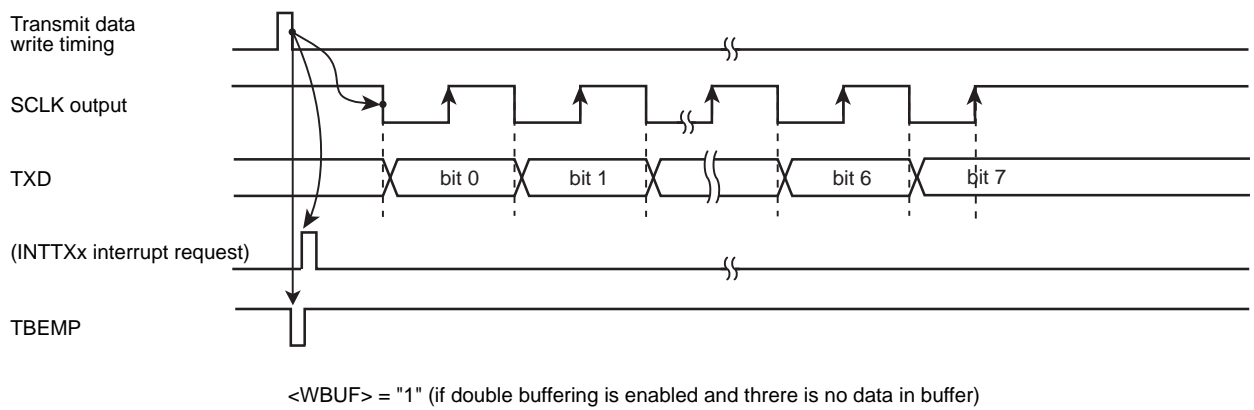 Transmit data
write timing
SCLK output
TXD
bit 0
bit 1
bit 6
bit 7
(INTTXx interrupt request)
TBEMP
<WBUF> = "1" (if double buffering is enabled and threre is no data in buffer)